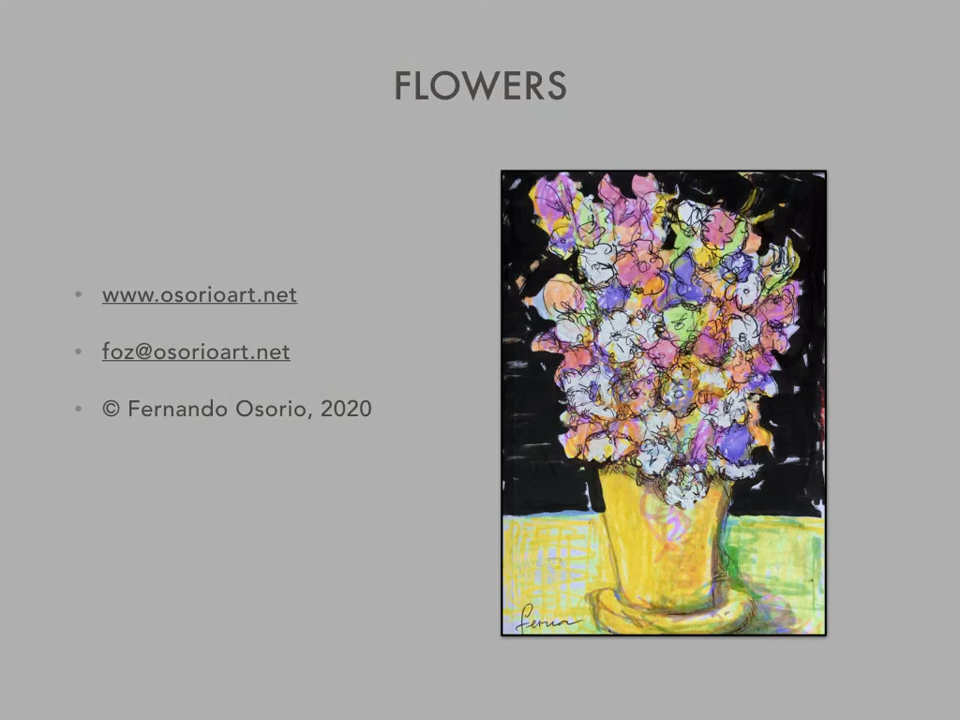 FLOWERS
• www.osorioart.net
• foz@osorioart.net
• © Fernando Osorio, 2020